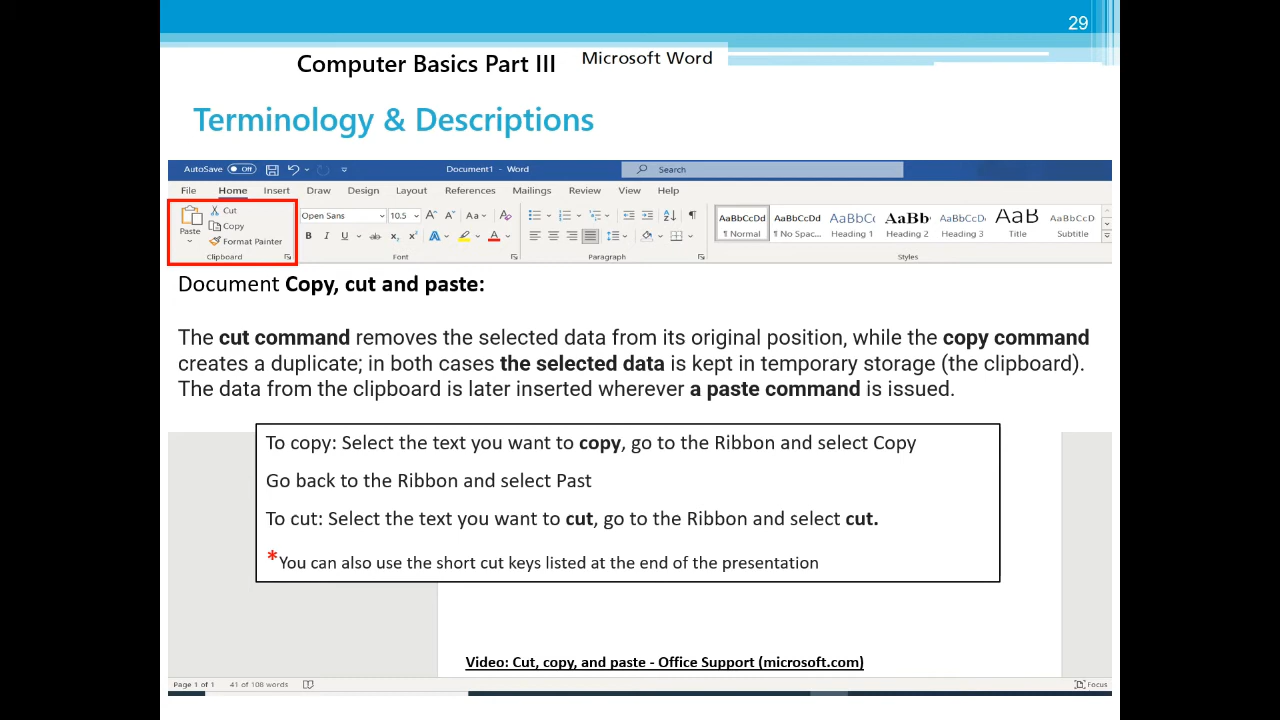 29
Computer Basics Part III
Microsoft Word
Terminology & Descriptions
AutoSave Off Document1 - Word Search
File Home Insert Draw Design Layout References Mailings Review View Help
Paste
Cut
Copy
Format Painter
Clipboard
Open Sans 10.5 A A Aa A
B I U ab x₂ x² A A
Font
Paragraph
AaBbCcDd AaBbCcDd AaBbCc AaBb AaBbCcD AaB AaBbCcD
¶ Normal ¶ No Spac... Heading 1 Heading 2 Heading 3 Title Subtitle
Styles
Document Copy, cut and paste:
The cut command removes the selected data from its original position, while the copy command
creates a duplicate; in both cases the selected data is kept in temporary storage (the clipboard).
The data from the clipboard is later inserted wherever a paste command is issued.
To copy: Select the text you want to copy, go to the Ribbon and select Copy
Go back to the Ribbon and select Past
To cut: Select the text you want to cut, go to the Ribbon and select cut.
*You can also use the short cut keys listed at the end of the presentation
Video: Cut, copy, and paste - Office Support (microsoft.com)
Page 1 of 1 41 of 108 words Focus